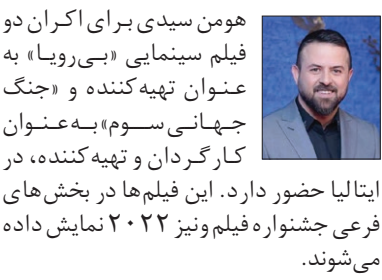 هومن سیدی برای اکران دو
فیلم سینمایی «بی‌رویا» به
عنوان تهیه‌کننده و «جنگ
جهانی سوم» به‌عنوان
کارگردان و تهیه‌کننده، در
ایتالیا حضور دارد. این فیلم‌ها در بخش‌های
فرعی جشنواره فیلم ونیز ۲۰۲۲ نمایش داده
می‌شوند.